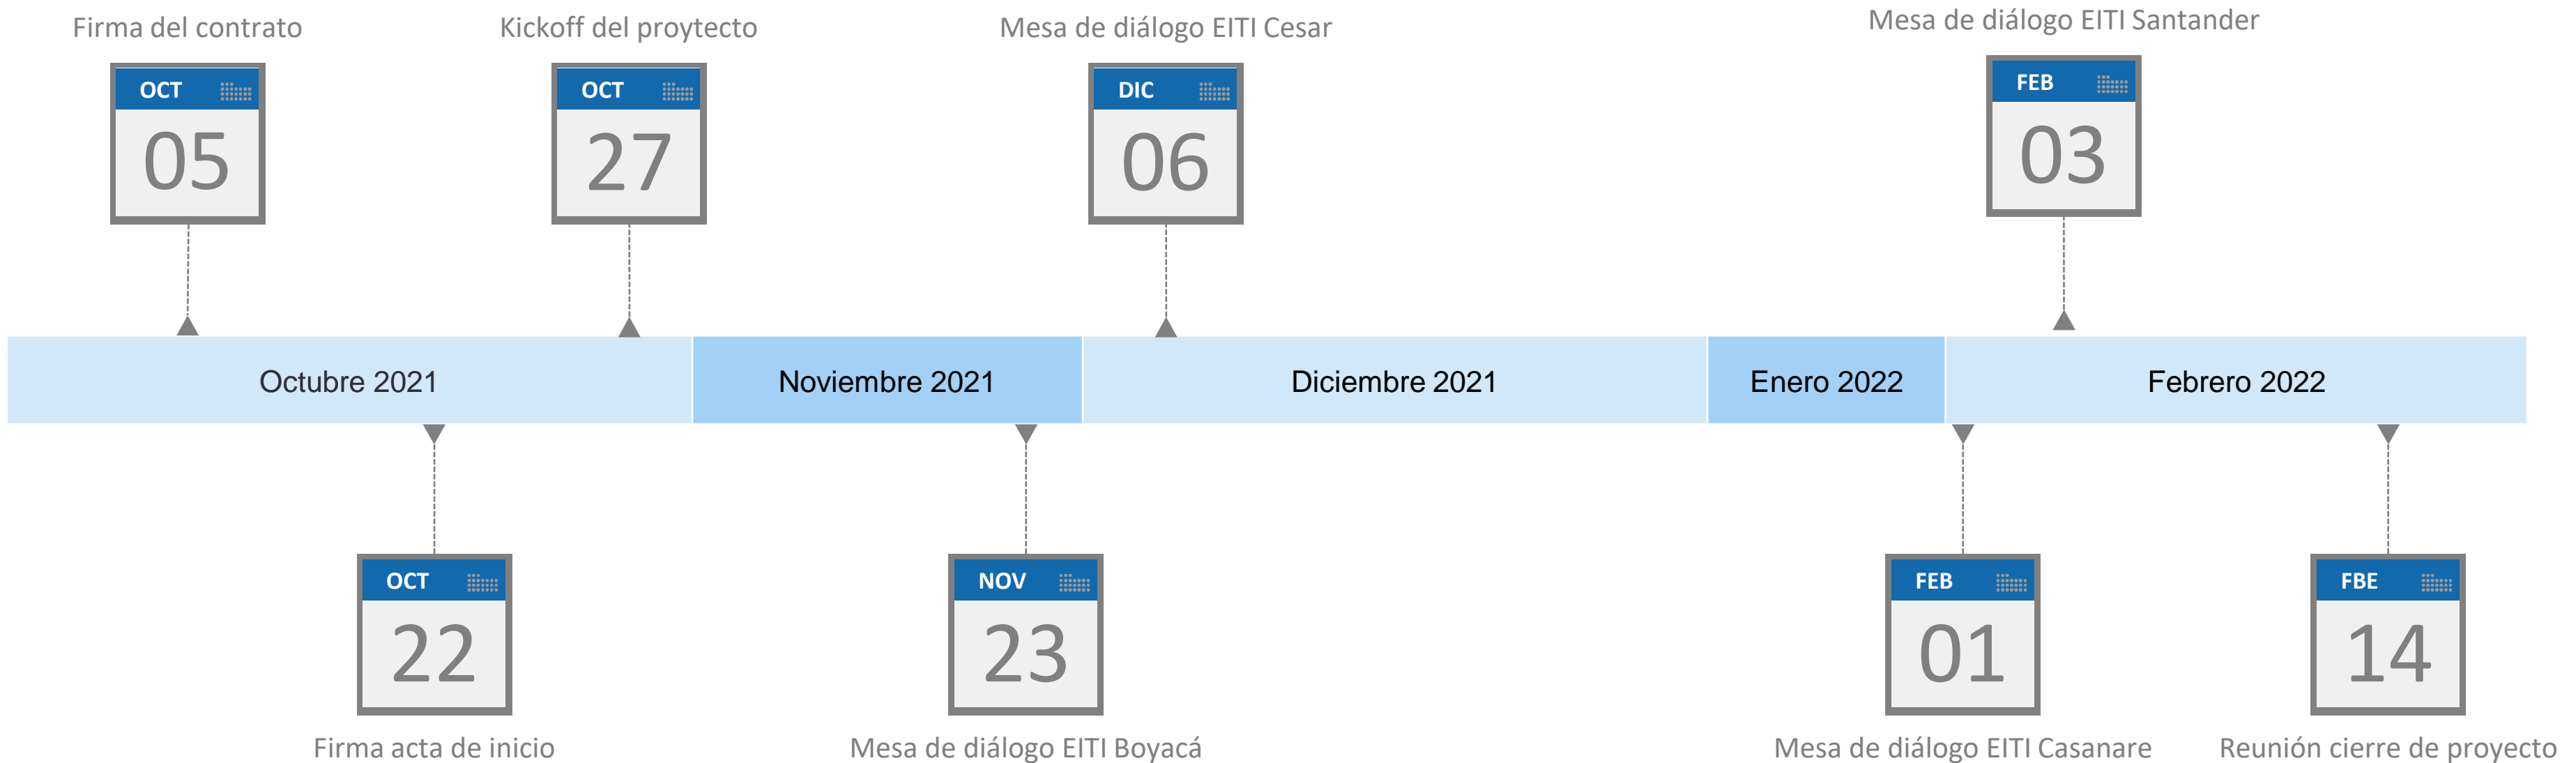 Firma del contrato
Kickoff del proytecto
Mesa de diálogo EITI Cesar
Mesa de diálogo EITI Santander
OCT
05
OCT
27
DIC
06
FEB
03
Octubre 2021
Noviembre 2021
Diciembre 2021
Enero 2022
Febrero 2022
OCT
22
NOV
23
FEB
01
FBE
14
Firma acta de inicio
Mesa de diálogo EITI Boyacá
Mesa de diálogo EITI Casanare
Reunión cierre de proyecto